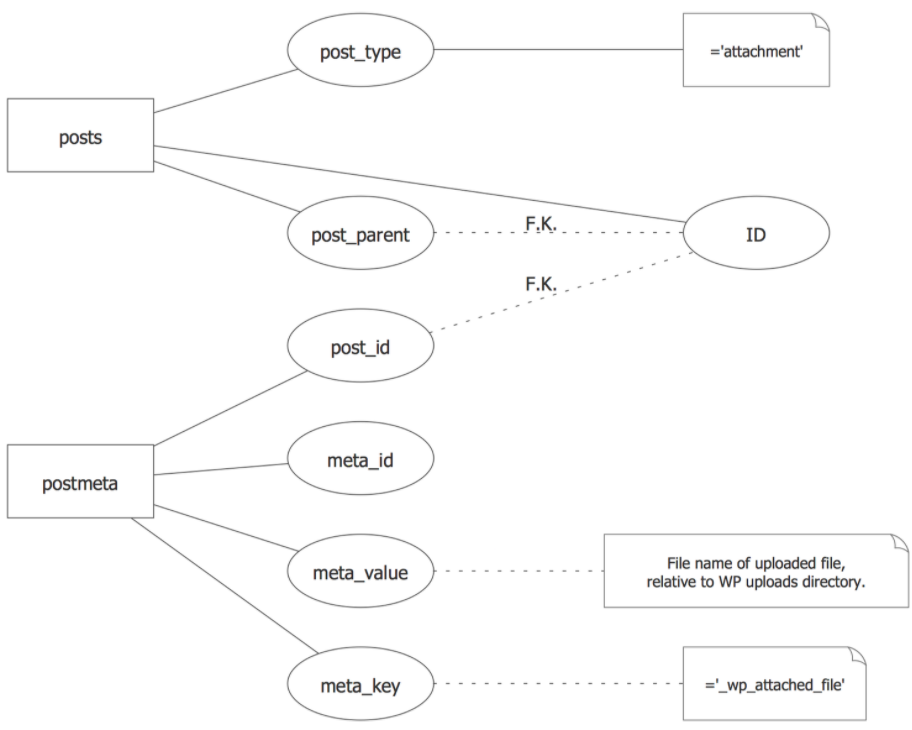 post_type
='attachment'
posts
F.K.
post_parent
ID
F.K.
post_id
meta_id
postmeta
File name of uploaded file,
relative to WP uploads directory.
meta_value
meta_key
='_wp_attached_file'